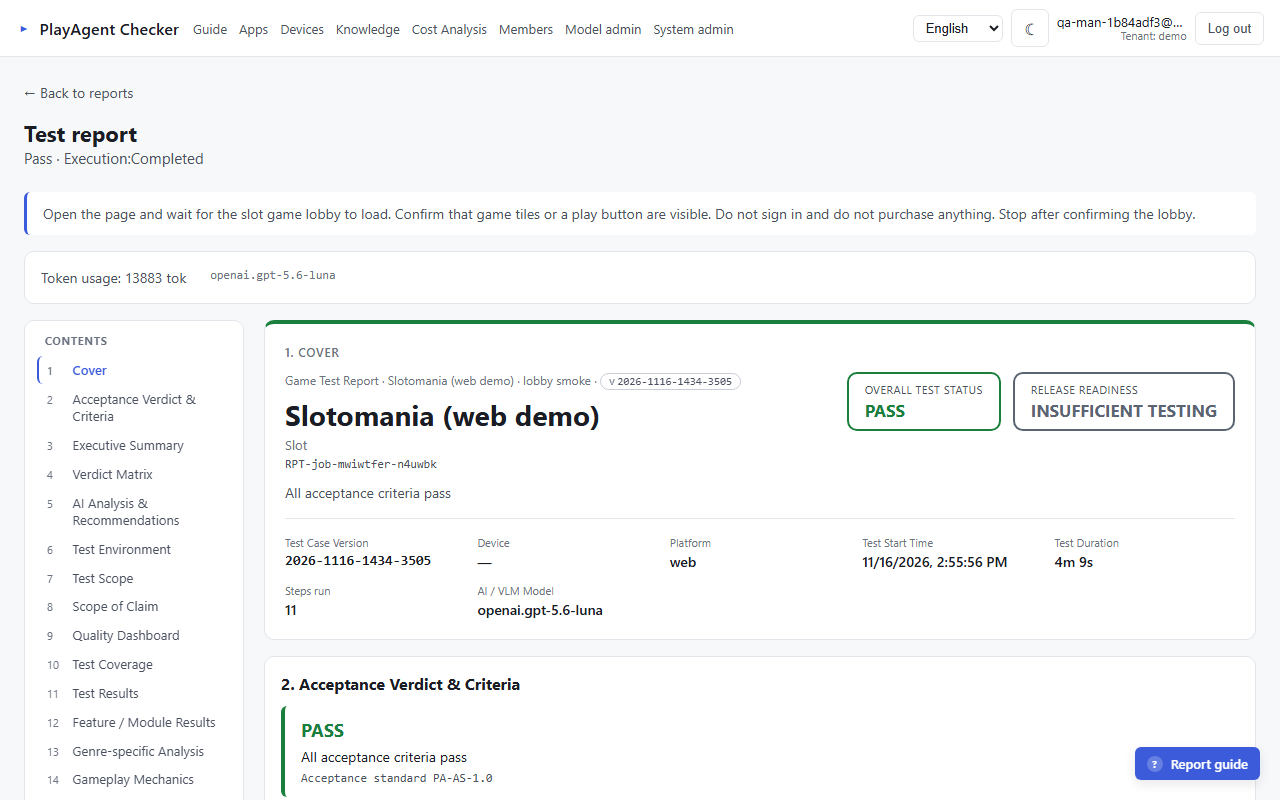 PlayAgent Checker
Guide
Apps
Devices
Knowledge
Cost Analysis
Members
Model admin
System admin
English
qa-man-1b84adf3@...
Tenant: demo
Log out
← Back to reports
Test report
Pass · Execution:Completed
Open the page and wait for the slot game lobby to load. Confirm that game tiles or a play button are visible. Do not sign in and do not purchase anything. Stop after confirming the lobby.
Token usage: 13883 tok
openai.gpt-5.6-luna
CONTENTS
1 Cover
2 Acceptance Verdict &
Criteria
3 Executive Summary
4 Verdict Matrix
5 AI Analysis &
Recommendations
6 Test Environment
7 Test Scope
8 Scope of Claim
9 Quality Dashboard
10 Test Coverage
11 Test Results
12 Feature / Module Results
13 Genre-specific Analysis
14 Gameplay Mechanics
1. COVER
Game Test Report · Slotomania (web demo) · lobby smoke · v 2026-1116-1434-3505
Slotomania (web demo)
Slot
RPT-job-mwiwtfer-n4uwbk
All acceptance criteria pass
OVERALL TEST STATUS
PASS
RELEASE READINESS
INSUFFICIENT TESTING
Test Case Version
2026-1116-1434-3505
Device
—
Platform
web
Test Start Time
11/16/2026, 2:55:56 PM
Test Duration
4m 9s
Steps run
11
AI / VLM Model
openai.gpt-5.6-luna
2. Acceptance Verdict & Criteria
PASS
All acceptance criteria pass
Acceptance standard PA-AS-1.0
? Report guide